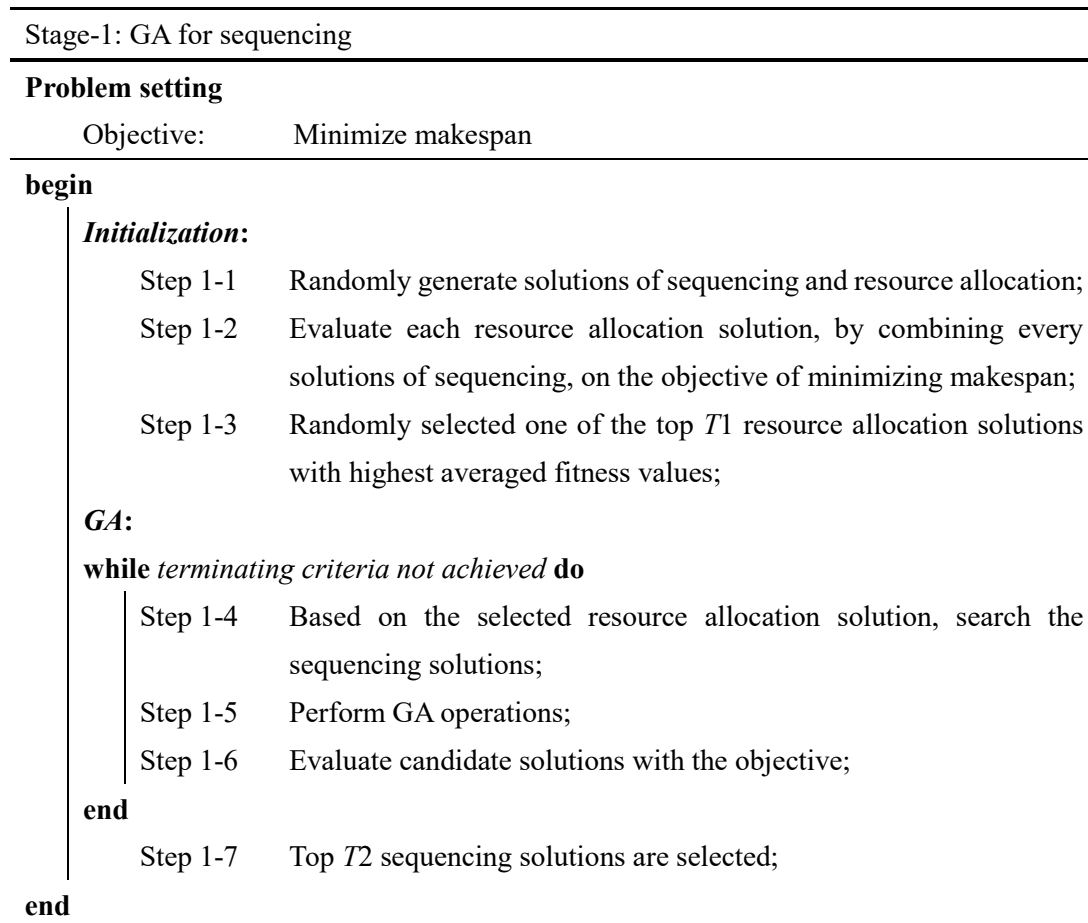 Stage-1: GA for sequencing
Problem setting
Objective: Minimize makespan
begin
Initialization:
Step 1-1 Randomly generate solutions of sequencing and resource allocation;
Step 1-2 Evaluate each resource allocation solution, by combining every
solutions of sequencing, on the objective of minimizing makespan;
Step 1-3 Randomly selected one of the top T1 resource allocation solutions
with highest averaged fitness values;
GA:
while terminating criteria not achieved do
Step 1-4 Based on the selected resource allocation solution, search the
sequencing solutions;
Step 1-5 Perform GA operations;
Step 1-6 Evaluate candidate solutions with the objective;
end
Step 1-7 Top T2 sequencing solutions are selected;
end